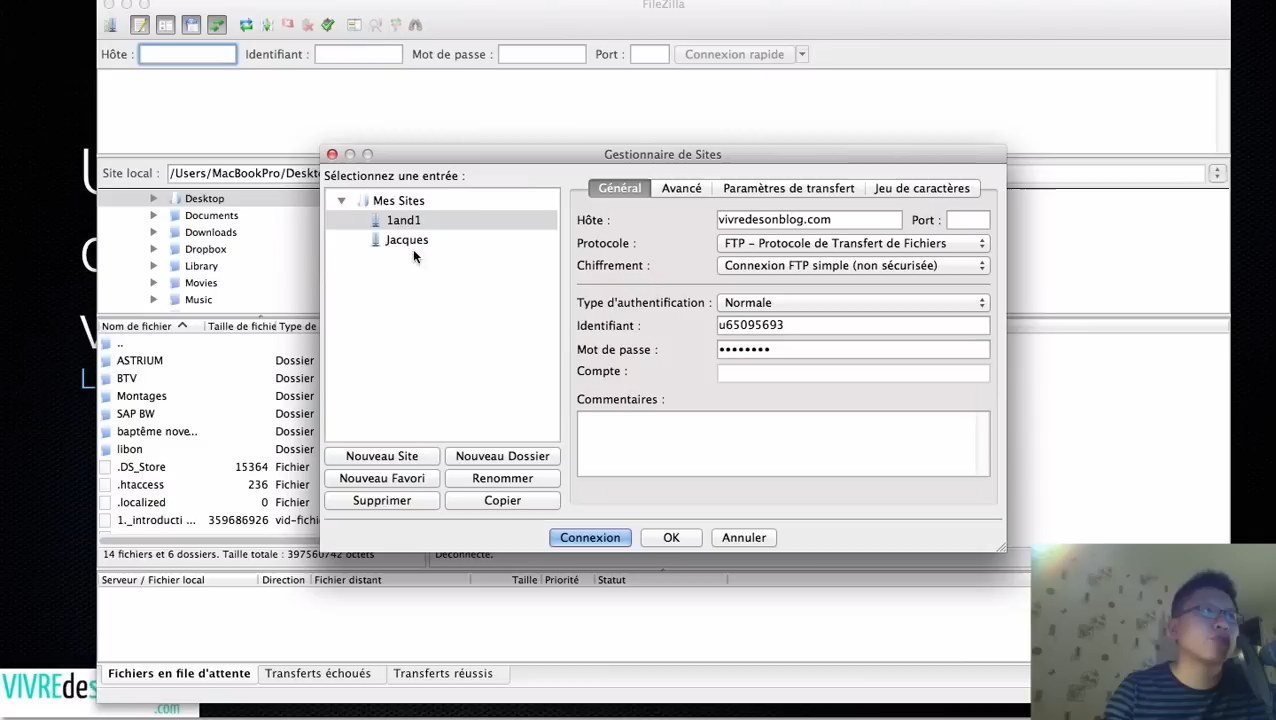 FileZilla
Hôte : Identifiant : Mot de passe : Port : Connexion rapide
Site local : /Users/MacBookPro/Deskto
Desktop
Documents
Downloads
Dropbox
Library
Movies
Music
Nom de fichier Taille de fichie Type de
..
ASTRIUM Dossier
BTV Dossier
Montages Dossier
SAP BW Dossier
baptême nove... Dossier
libon Dossier
.DS_Store 15364 Fichier
.htaccess 236 Fichier
.localized 0 Fichier
1._introducti ... 359686926 vid-fichi
14 fichiers et 6 dossiers. Taille totale : 397560742 octets
Déconnecté.
Gestionnaire de Sites
Sélectionnez une entrée :
Mes Sites
1and1
Jacques
Nouveau Site Nouveau Dossier
Nouveau Favori Renommer
Supprimer Copier
Général Avancé Paramètres de transfert Jeu de caractères
Hôte : vivredesonblog.com Port :
Protocole : FTP – Protocole de Transfert de Fichiers
Chiffrement : Connexion FTP simple (non sécurisée)
Type d'authentification : Normale
Identifiant : u65095693
Mot de passe : ••••••••
Compte :
Commentaires :
Connexion OK Annuler
Serveur / Fichier local Direction Fichier distant Taille Priorité Statut
Fichiers en file d'attente Transferts échoués Transferts réussis
VIVREdes
.com